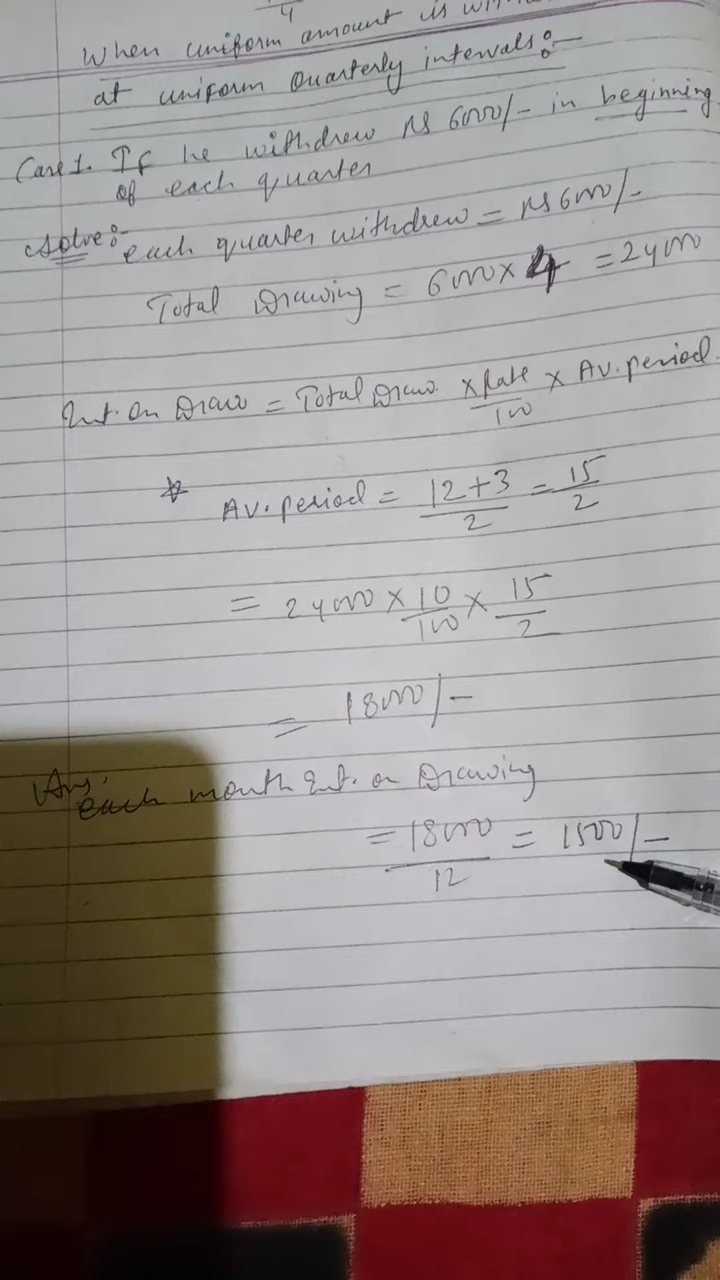 4
When uniform amount is
at uniform Quarterly intervals:-
Case 1. If he withdrew Rs 6000/- in beginning
of each quarter
Solve:- each quarter withdrew = Rs 6000/-
Total Drawing = 6000 × 4 = 24000
Int. on Draw = Total Draw. × Rate/100 × Av. period.
* Av. period = 12+3/2 = 15/2
= 24000 × 10/100 × 15/2
= 18000/-
Ans. each month Int. on Drawing
= 18000/12 = 1500/-